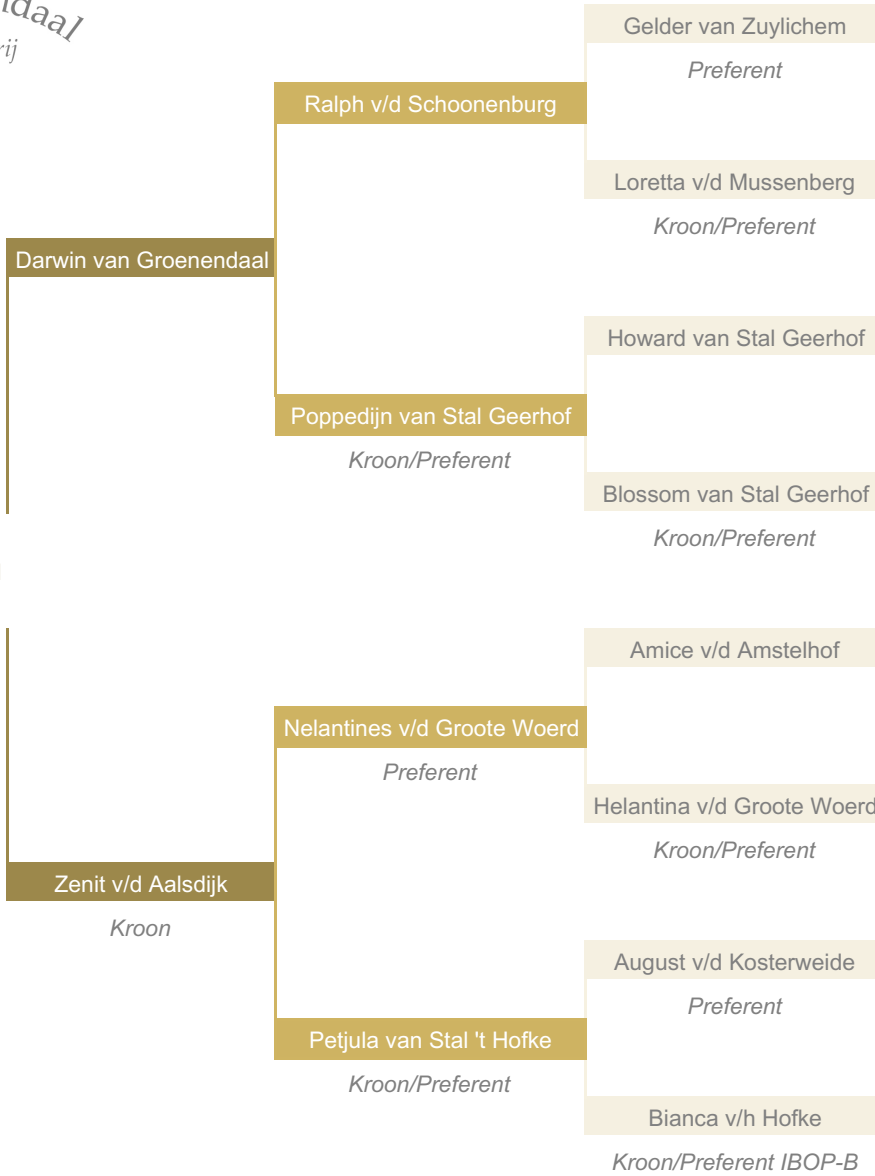 Gelder van Zuylichem
Preferent
Ralph v/d Schoonenburg
Loretta v/d Mussenberg
Kroon/Preferent
Darwin van Groenendaal
Howard van Stal Geerhof
Poppedijn van Stal Geerhof
Kroon/Preferent
Blossom van Stal Geerhof
Kroon/Preferent
Amice v/d Amstelhof
Nelantines v/d Groote Woerd
Preferent
Helantina v/d Groote Woerd
Kroon/Preferent
Zenit v/d Aalsdijk
Kroon
August v/d Kosterweide
Preferent
Petjula van Stal 't Hofke
Kroon/Preferent
Bianca v/h Hofke
Kroon/Preferent IBOP-B